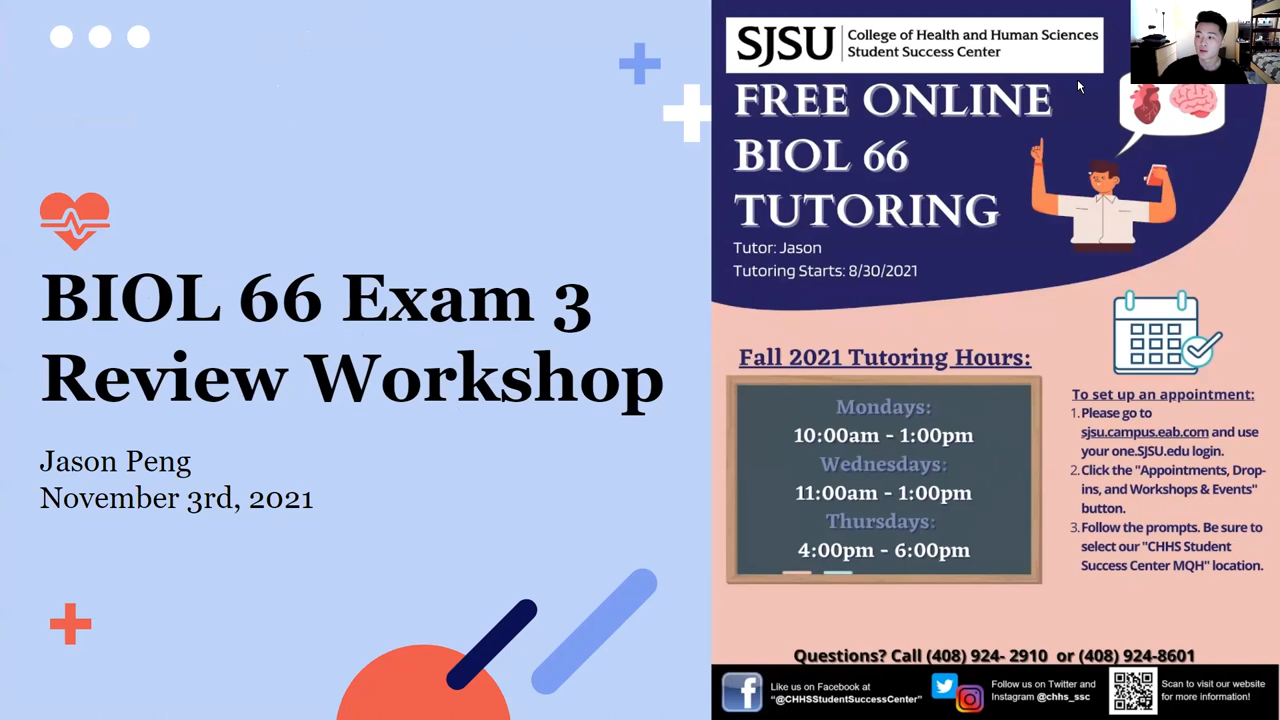 BIOL 66 Exam 3
Review Workshop
Jason Peng
November 3rd, 2021
SJSU
College of Health and Human Sciences
Student Success Center
FREE ONLINE
BIOL 66
TUTORING
Tutor: Jason
Tutoring Starts: 8/30/2021
Fall 2021 Tutoring Hours:
Mondays:
10:00am - 1:00pm
Wednesdays:
11:00am - 1:00pm
Thursdays:
4:00pm - 6:00pm
To set up an appointment:
1. Please go to
sjsu.campus.eab.com and use
your one.SJSU.edu login.
2. Click the "Appointments, Drop-
ins, and Workshops & Events"
button.
3. Follow the prompts. Be sure to
select our "CHHS Student
Success Center MQH" location.
Questions? Call (408) 924- 2910 or (408) 924-8601
Like us on Facebook at
"@CHHSStudentSuccessCenter"
Follow us on Twitter and
Instagram @chhs_ssc
Scan to visit our website
for more information!